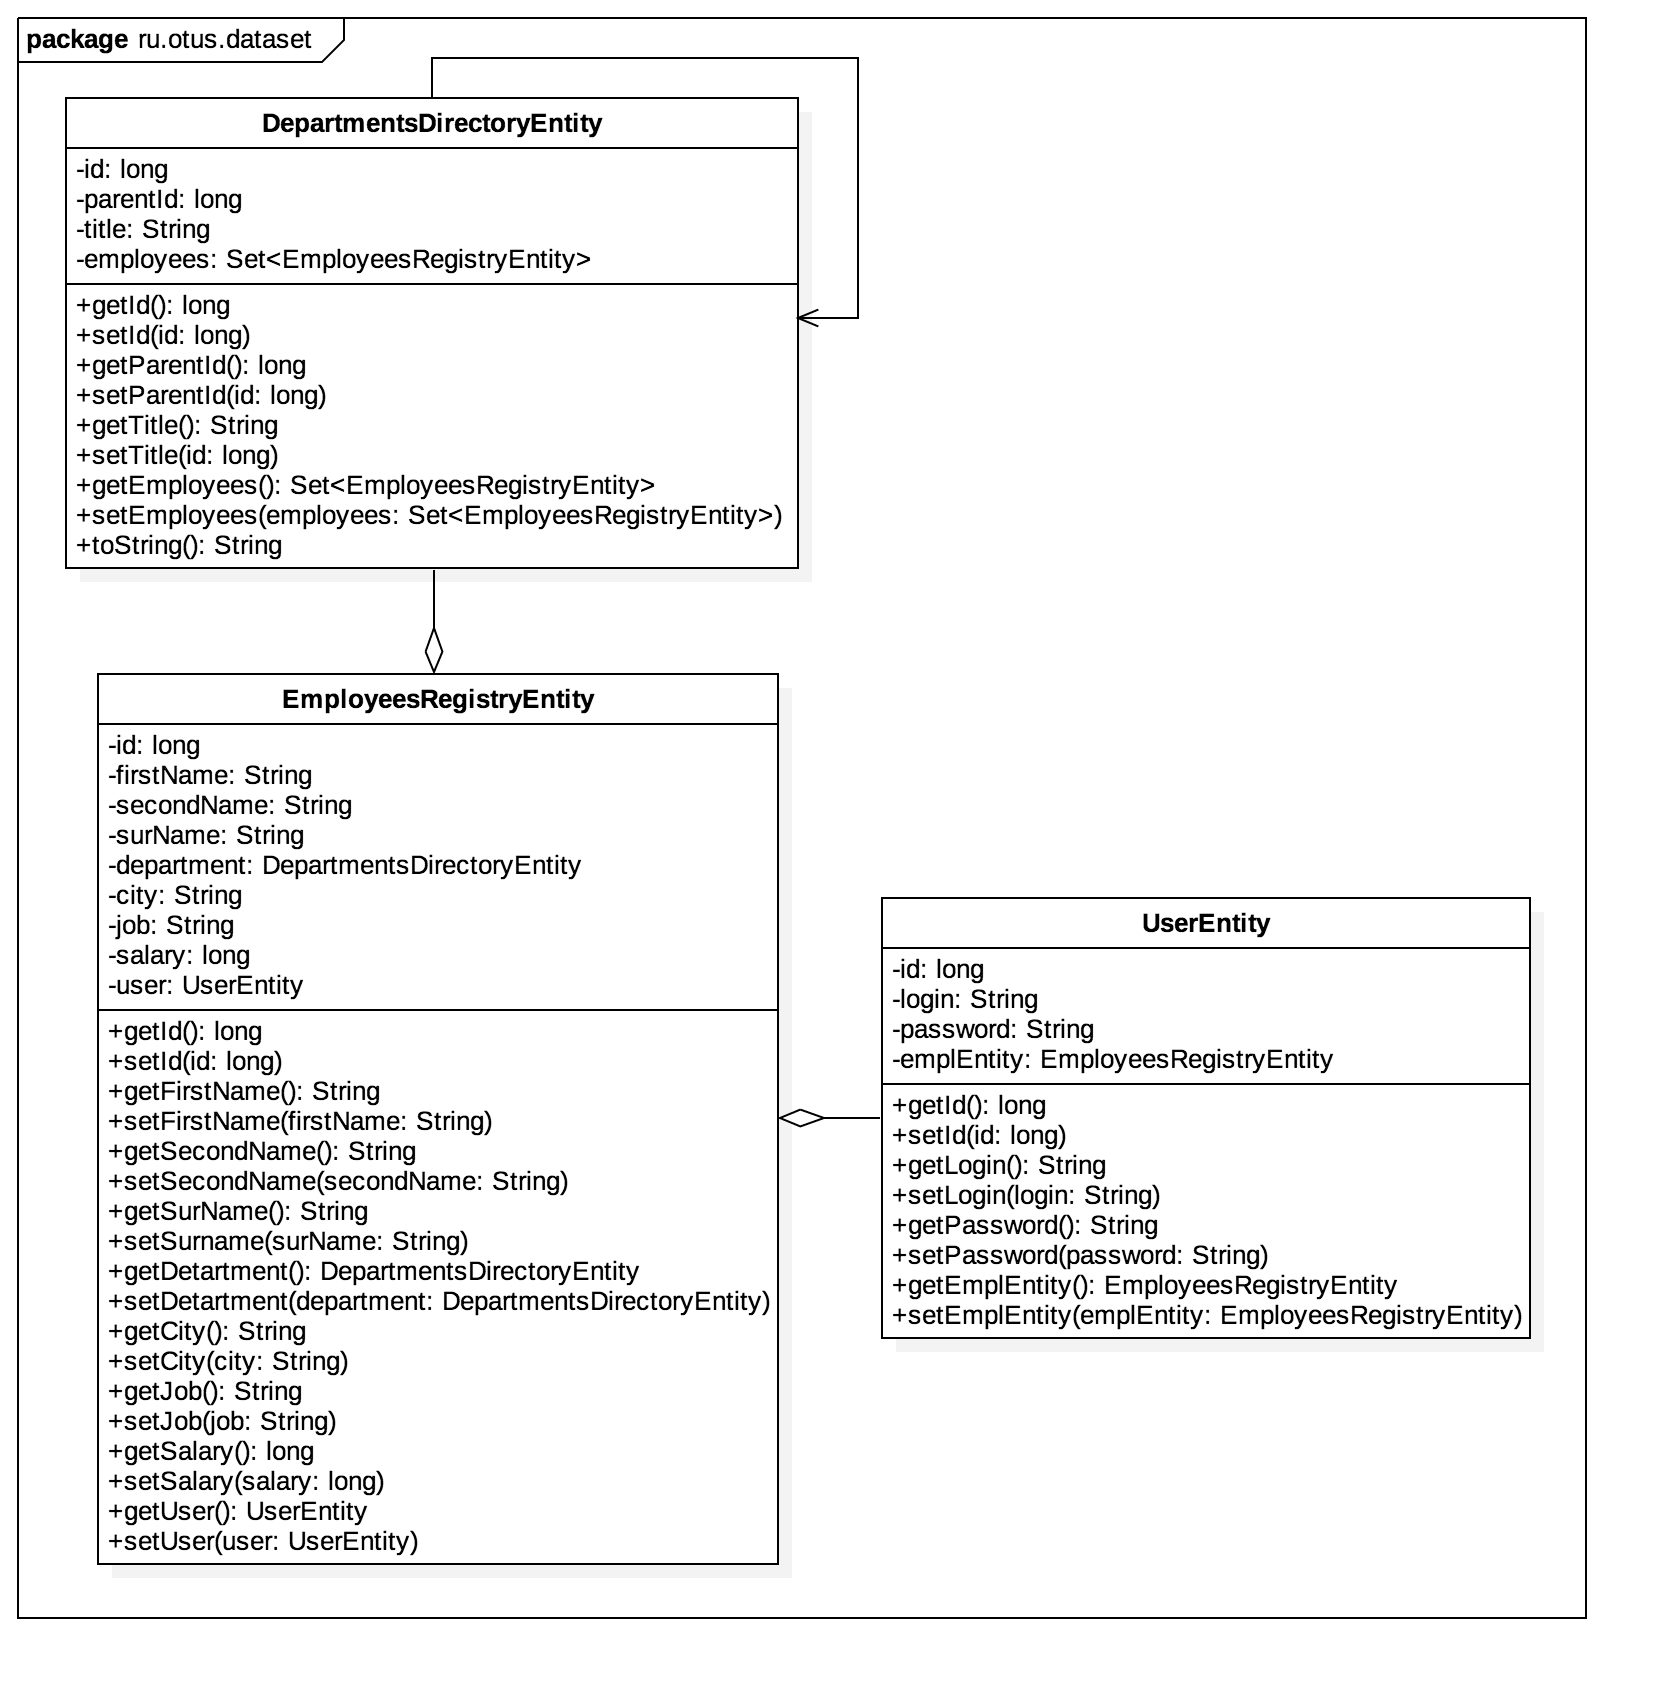 package ru.otus.dataset
DepartmentsDirectoryEntity
-id: long
-parentId: long
-title: String
-employees: Set<EmployeesRegistryEntity>
+getId(): long
+setId(id: long)
+getParentId(): long
+setParentId(id: long)
+getTitle(): String
+setTitle(id: long)
+getEmployees(): Set<EmployeesRegistryEntity>
+setEmployees(employees: Set<EmployeesRegistryEntity>)
+toString(): String
EmployeesRegistryEntity
-id: long
-firstName: String
-secondName: String
-surName: String
-department: DepartmentsDirectoryEntity
-city: String
-job: String
-salary: long
-user: UserEntity
+getId(): long
+setId(id: long)
+getFirstName(): String
+setFirstName(firstName: String)
+getSecondName(): String
+setSecondName(secondName: String)
+getSurName(): String
+setSurname(surName: String)
+getDetartment(): DepartmentsDirectoryEntity
+setDetartment(department: DepartmentsDirectoryEntity)
+getCity(): String
+setCity(city: String)
+getJob(): String
+setJob(job: String)
+getSalary(): long
+setSalary(salary: long)
+getUser(): UserEntity
+setUser(user: UserEntity)
UserEntity
-id: long
-login: String
-password: String
-emplEntity: EmployeesRegistryEntity
+getId(): long
+setId(id: long)
+getLogin(): String
+setLogin(login: String)
+getPassword(): String
+setPassword(password: String)
+getEmplEntity(): EmployeesRegistryEntity
+setEmplEntity(emplEntity: EmployeesRegistryEntity)